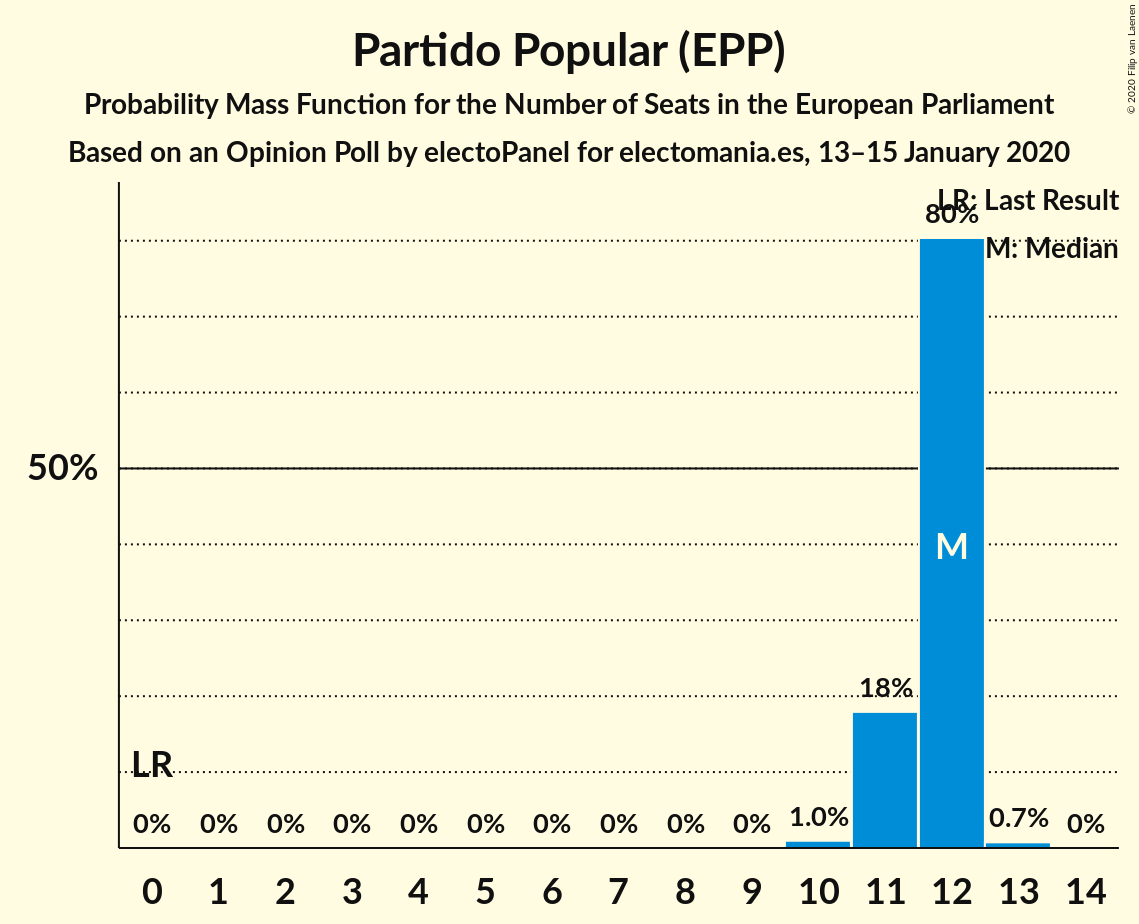 Partido Popular (EPP)
Probability Mass Function for the Number of Seats in the European Parliament
Based on an Opinion Poll by electoPanel for electomania.es, 13–15 January 2020
© 2020 Filip van Laenen
LR: Last Result
M: Median
80%
50%
M
18%
LR
0% 0% 0% 0% 0% 0% 0% 0% 0% 0% 1.0% 0.7% 0%
0 1 2 3 4 5 6 7 8 9 10 11 12 13 14